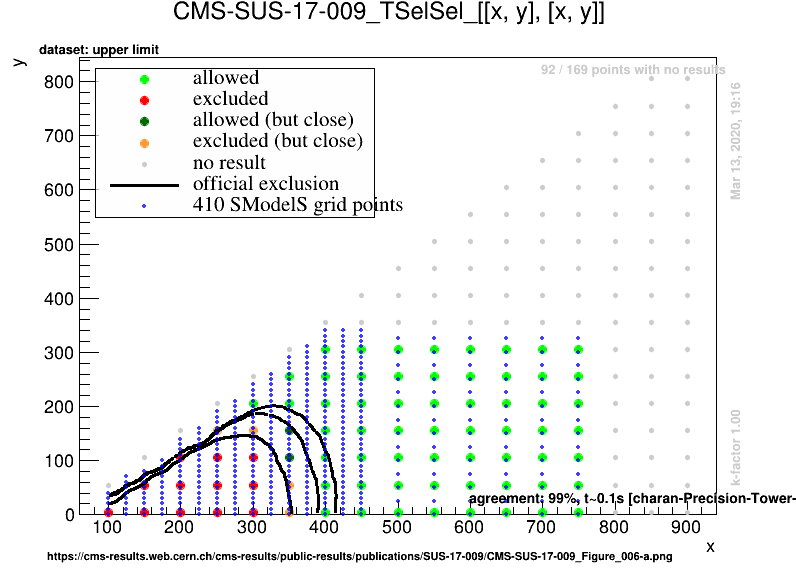 CMS-SUS-17-009_TSelSel_[[x, y], [x, y]]
dataset: upper limit
y
92 / 169 points with no results
allowed
excluded
allowed (but close)
excluded (but close)
no result
official exclusion
410 SModelS grid points
Mar 13, 2020, 19:16
k-factor 1.00
800
700
600
500
400
300
200
100
0
agreement: 99%, t~0.1s [charan-Precision-Tower-
100 200 300 400 500 600 700 800 900
x
https://cms-results.web.cern.ch/cms-results/public-results/publications/SUS-17-009/CMS-SUS-17-009_Figure_006-a.png